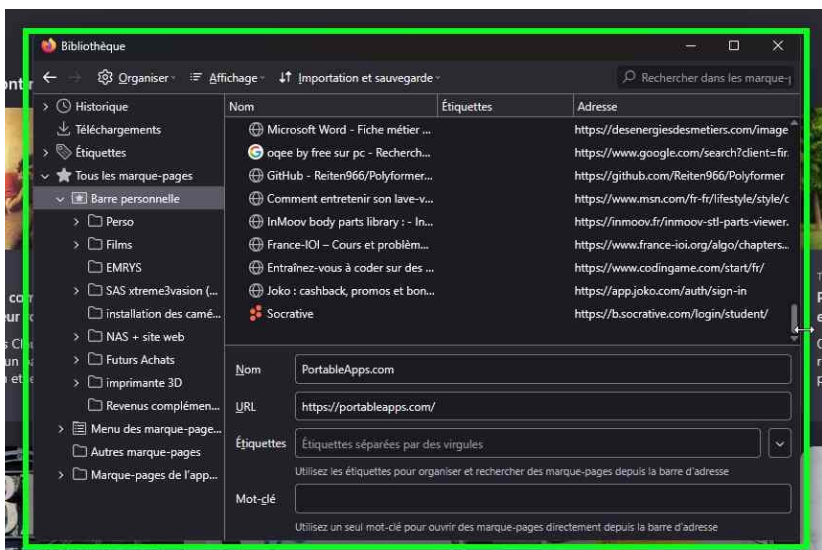 Bibliothèque
Organiser Affichage Importation et sauvegarde Rechercher dans les marque-p
Historique
Téléchargements
Étiquettes
Tous les marque-pages
Barre personnelle
Perso
Films
EMRYS
SAS xtreme3vasion (...
installation des camé...
NAS + site web
Futurs Achats
imprimante 3D
Revenus complémen...
Menu des marque-page...
Autres marque-pages
Marque-pages de l'app...
Nom Étiquettes Adresse
Microsoft Word - Fiche métier ... https://desenergiesdesmetiers.com/image
oqee by free sur pc - Recherch... https://www.google.com/search?client=fir
GitHub - Reiten966/Polyformer... https://github.com/Reiten966/Polyformer
Comment entretenir son lave-v... https://www.msn.com/fr-fr/lifestyle/style/c
InMoov body parts library : - In... https://inmoov.fr/inmoov-stl-parts-viewer.
France-IOI – Cours et problèm... https://www.france-ioi.org/algo/chapters...
Entraînez-vous à coder sur des ... https://www.codingame.com/start/fr/
Joko : cashback, promos et bon... https://app.joko.com/auth/sign-in
Socrative https://b.socrative.com/login/student/
Nom PortableApps.com
URL https://portableapps.com/
Étiquettes Étiquettes séparées par des virgules
Utilisez les étiquettes pour organiser et rechercher des marque-pages depuis la barre d'adresse
Mot-clé
Utilisez un seul mot-clé pour ouvrir des marque-pages directement depuis la barre d'adresse